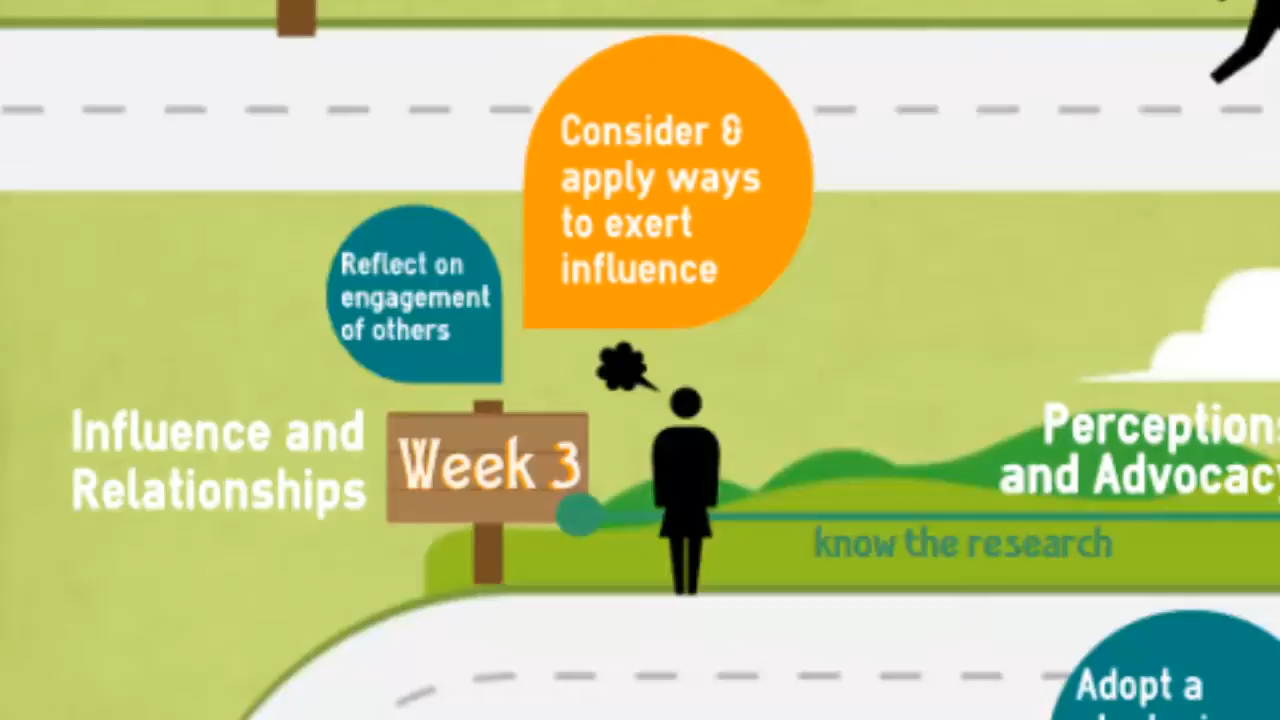 Consider &
apply ways
to exert
influence
Reflect on
engagement
of others
Influence and
Relationships
Week 3
Perceptions
and Advocacy
know the research
Adopt a